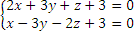 2x + 3y + z + 3 = 0
x − 3y − 2z + 3 = 0